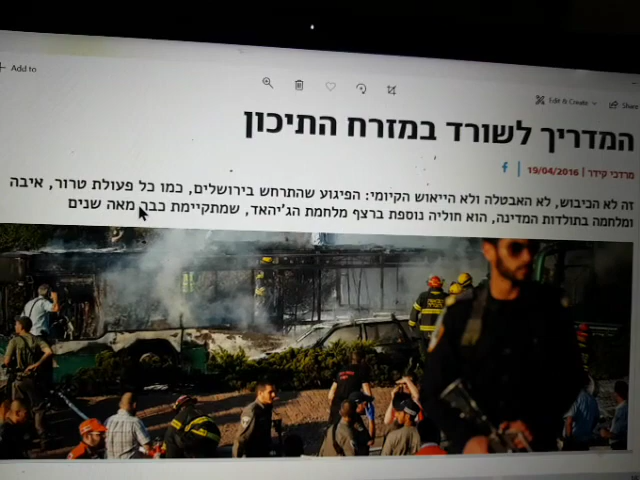 Add to
Edit & Create
Share
המדריך לשורד במזרח התיכון
מרדכי קידר | 19/04/2016
זה לא הכיבוש, לא האבטלה ולא הייאוש הקיומי: הפיגוע שהתרחש בירושלים, כמו כל פעולת טרור, איבה
ומלחמה בתולדות המדינה, הוא חוליה נוספת ברצף מלחמת הג'יהאד, שמתקיימת כבר מאה שנים